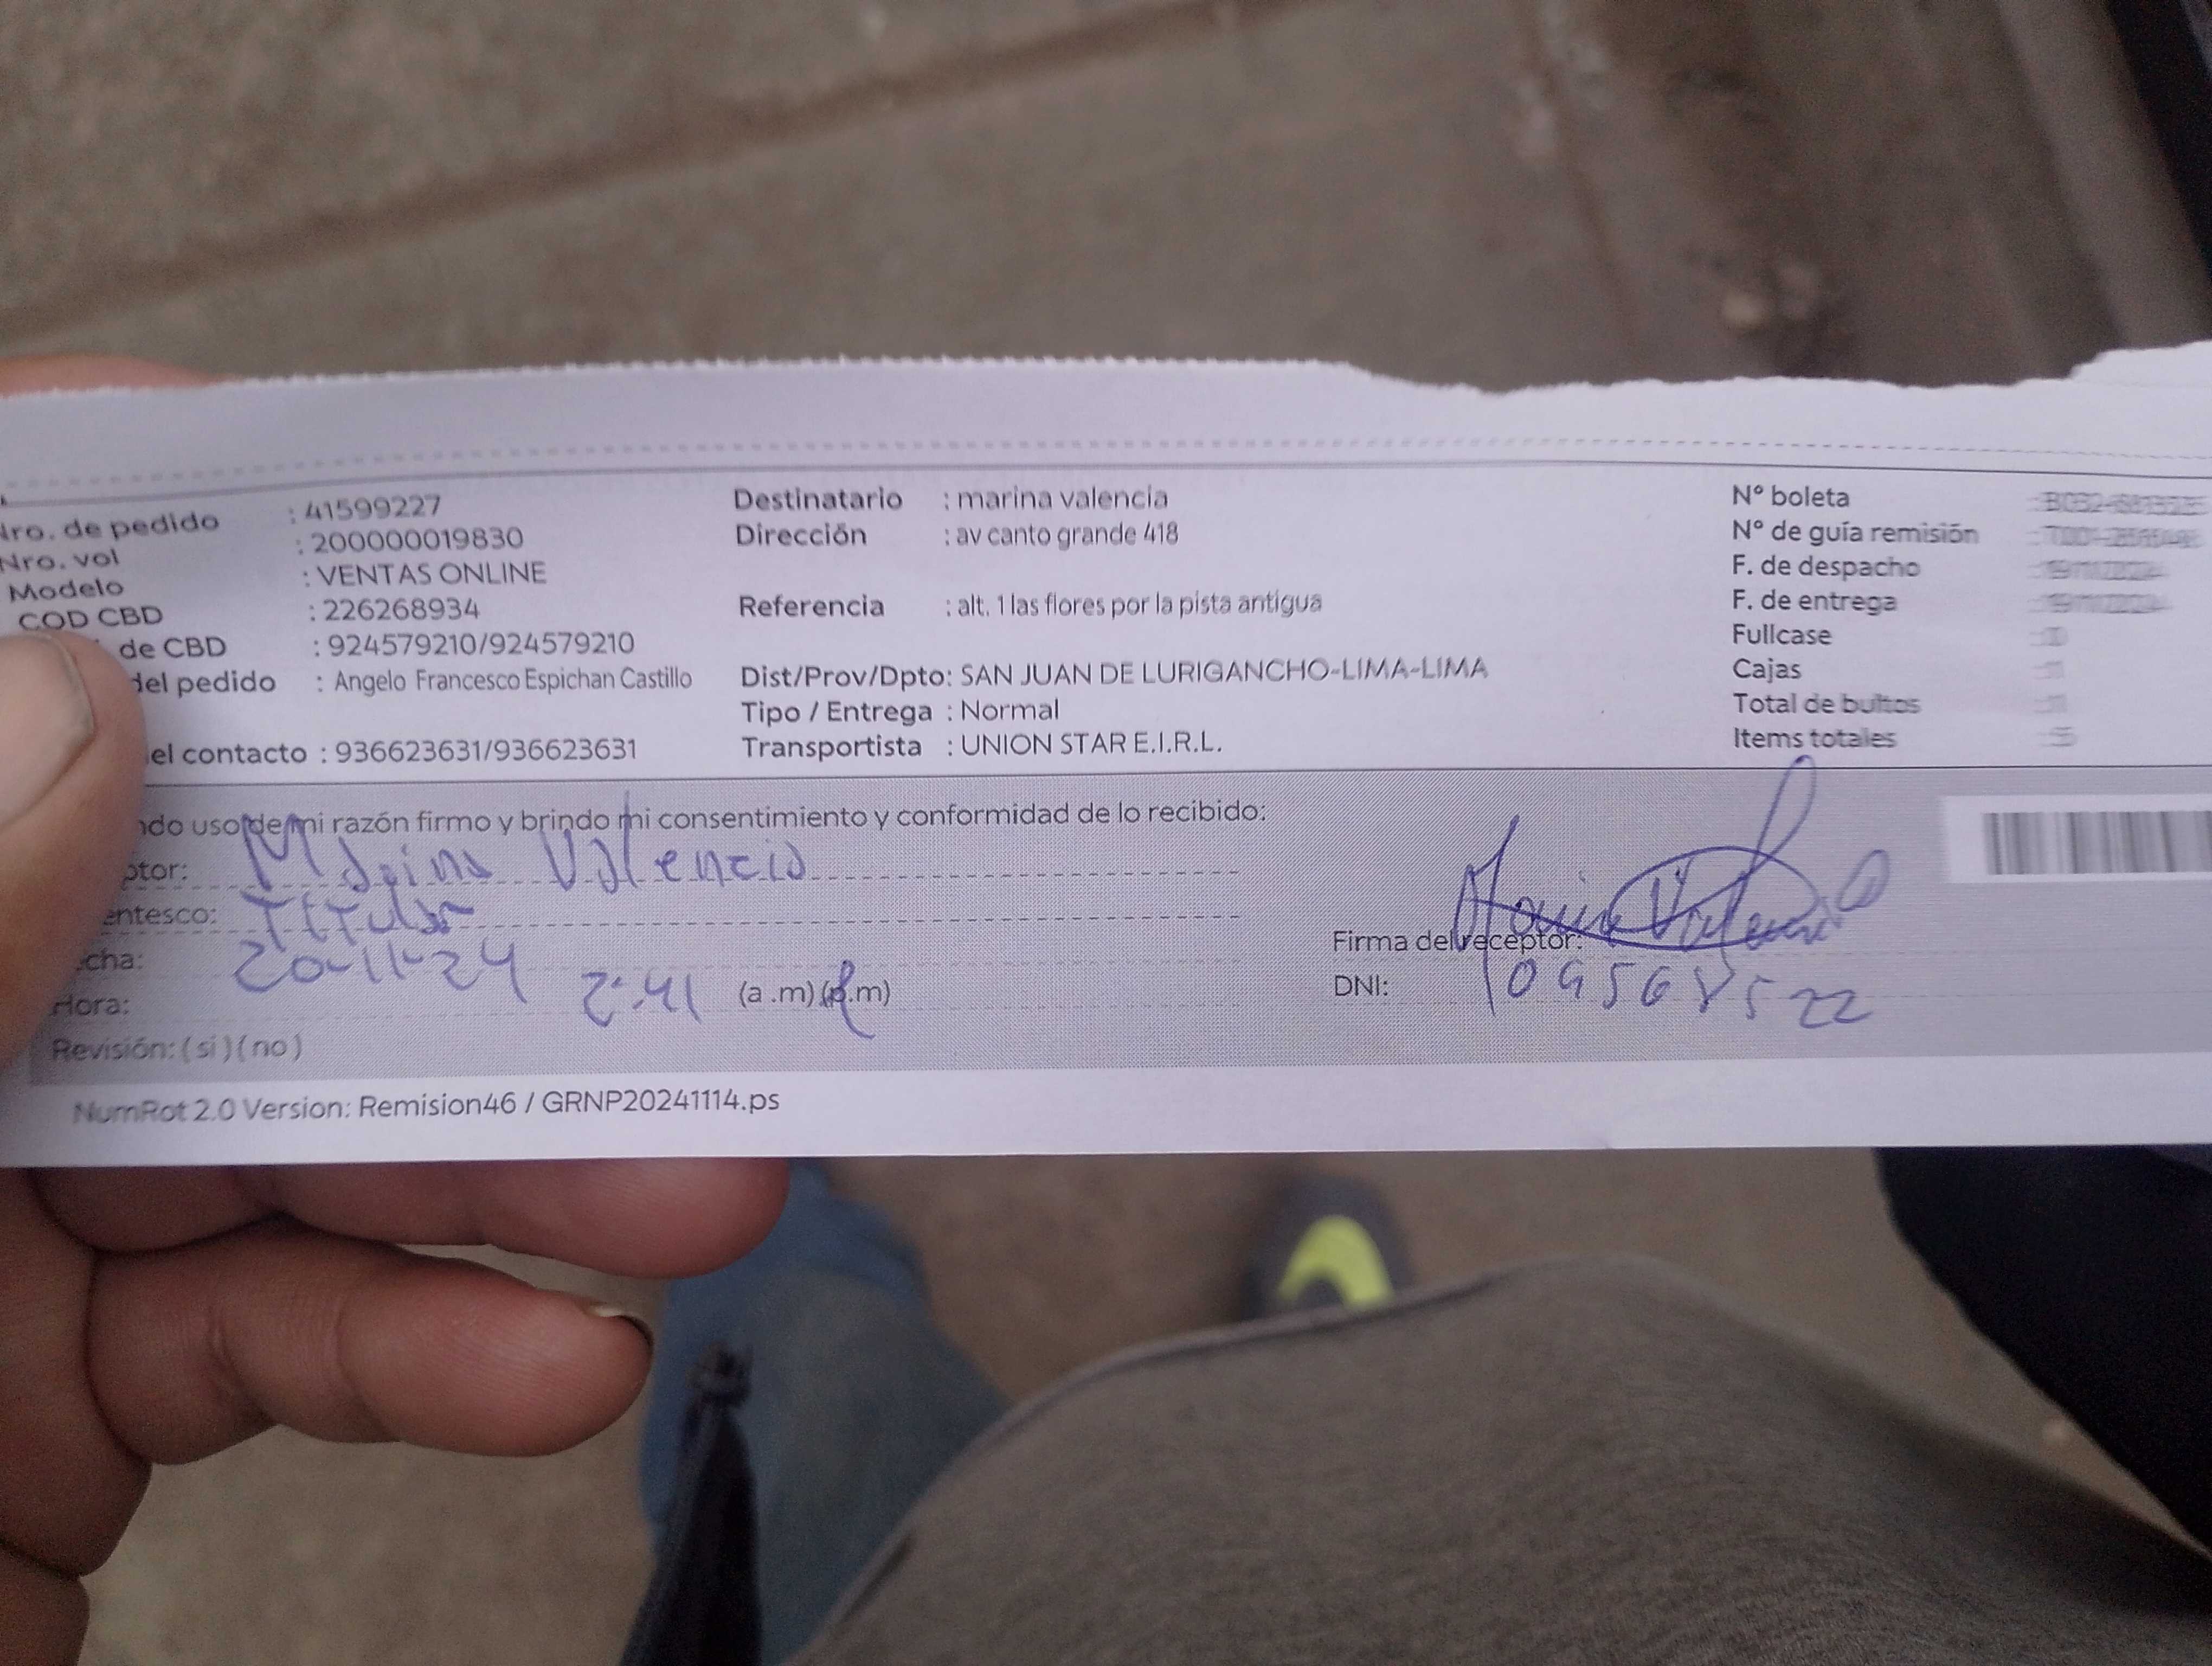 Nro. de pedido : 41599227
Nro. vol : 200000019830
Modelo : VENTAS ONLINE
COD CBD : 226268934
de CBD : 924579210/924579210
del pedido : Angelo Francesco Espichan Castillo
el contacto : 936623631/936623631
Destinatario : marina valencia
Dirección : av canto grande 418
Referencia : alt. 1 las flores por la pista antigua
Dist/Prov/Dpto: SAN JUAN DE LURIGANCHO-LIMA-LIMA
Tipo / Entrega : Normal
Transportista : UNION STAR E.I.R.L.
N° boleta
N° de guía remisión
F. de despacho
F. de entrega
Fullcase
Cajas
Total de bultos
Items totales
ndo uso de mi razón firmo y brindo mi consentimiento y conformidad de lo recibido:
ptor: Marina Valencia
entesco: Titular
cha: 20-11-24
Hora: 2:41 (a .m) (p.m)
Revisión: ( si ) ( no )
Firma del receptor: Marina Valencia
DNI:
NumRot 2.0 Version: Remision46 / GRNP20241114.ps